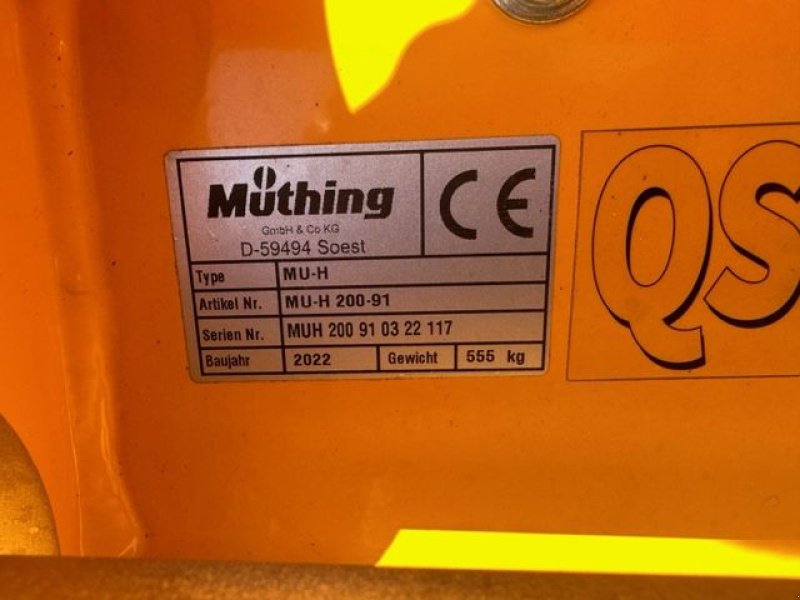 Müthing
GmbH & Co KG
D-59494 Soest
CE
Type MU-H
Artikel Nr. MU-H 200-91
Serien Nr. MUH 200 91 03 22 117
Baujahr 2022 Gewicht 555 kg
QS